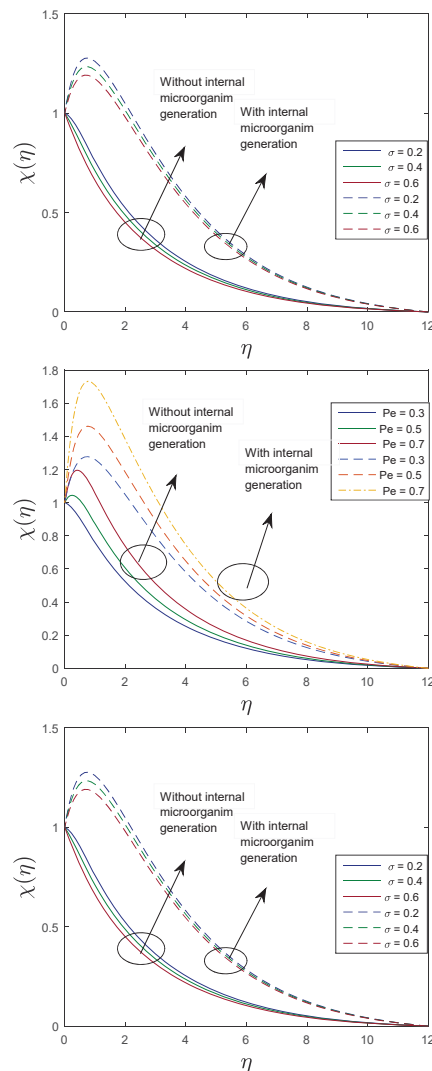 1.5
Without internal
microorganim
generation
With internal
microorganim
generation
1
χ(η)
σ = 0.2
σ = 0.4
σ = 0.6
σ = 0.2
σ = 0.4
σ = 0.6
0.5
0
0 2 4 6 8 10 12
η
1.8
1.6
1.4
1.2
1
0.8
0.6
0.4
0.2
0
χ(η)
Without internal
microorganim
generation
With internal
microorganim
generation
Pe = 0.3
Pe = 0.5
Pe = 0.7
Pe = 0.3
Pe = 0.5
Pe = 0.7
0 2 4 6 8 10 12
η
1.5
Without internal
microorganim
generation
With internal
microorganim
generation
1
χ(η)
σ = 0.2
σ = 0.4
σ = 0.6
σ = 0.2
σ = 0.4
σ = 0.6
0.5
0
0 2 4 6 8 10 12
η